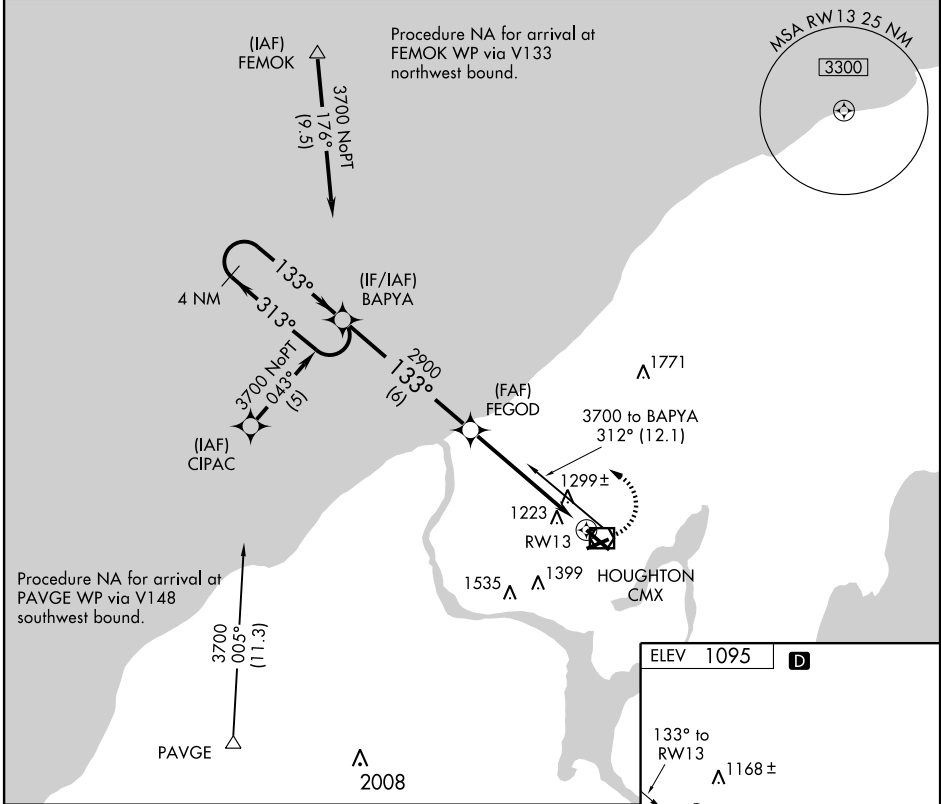 (IAF)
FEMOK
Procedure NA for arrival at
FEMOK WP via V133
northwest bound.
MSA RW13 25 NM
3300
3700 NoPT
176°
(9.5)
133°
4 NM
313°
(IF/IAF)
BAPYA
3700 NoPT
043°
(5)
(IAF)
CIPAC
2900
133°
(6)
(FAF)
FEGOD
1771
3700 to BAPYA
312° (12.1)
1299±
1223
RW13
1535
1399
HOUGHTON
CMX
Procedure NA for arrival at
PAVGE WP via V148
southwest bound.
3700
005°
(11.3)
PAVGE
2008
ELEV 1095 D
133° to
RW13
1168±